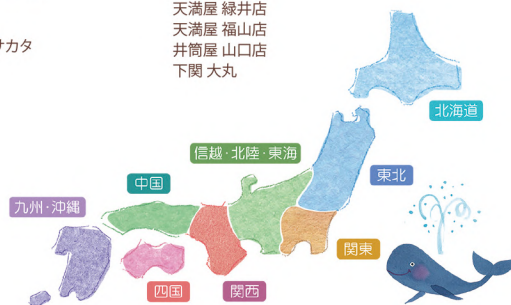 天満屋 緑井店
天満屋 福山店
サカタ
井筒屋 山口店
下関 大丸
北海道
信越・北陸・東海
東北
中国
九州・沖縄
関東
四国
関西